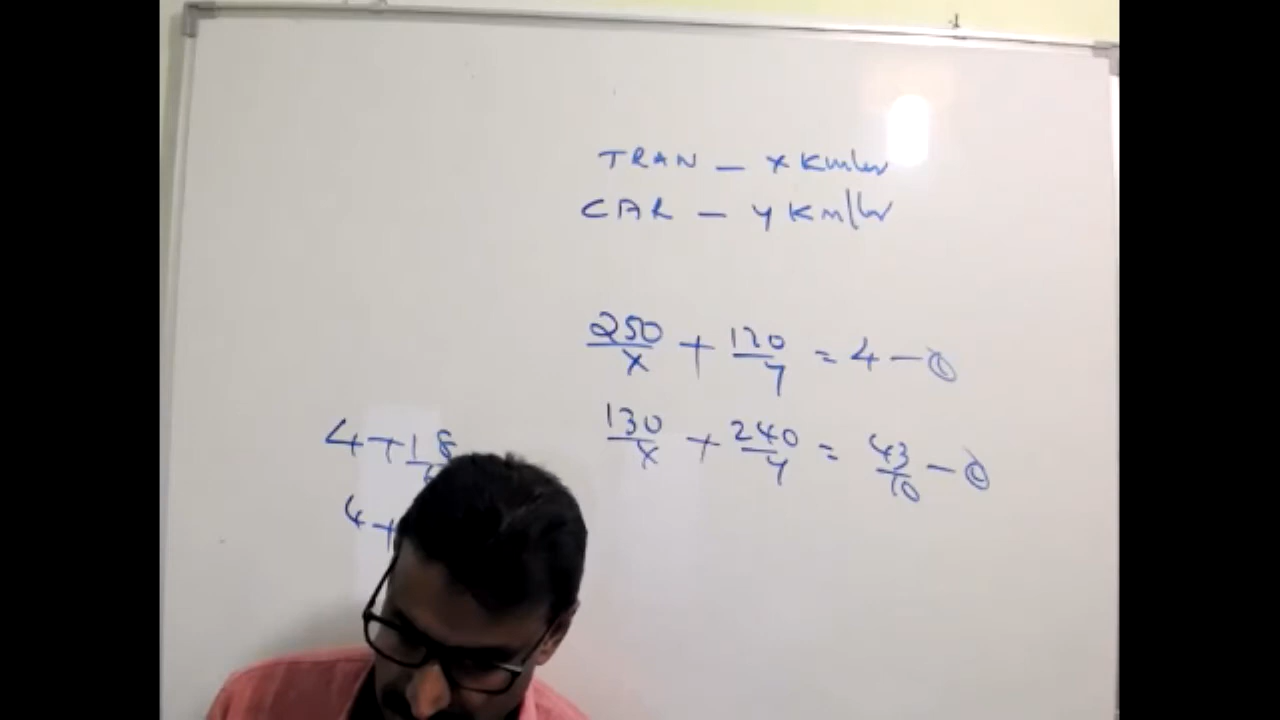 TRAN - x Km/hr
CAR - y Km/hr
250/x + 120/y = 4 - ①
130/x + 240/y = 43/10 - ②
4 + 18
4 +